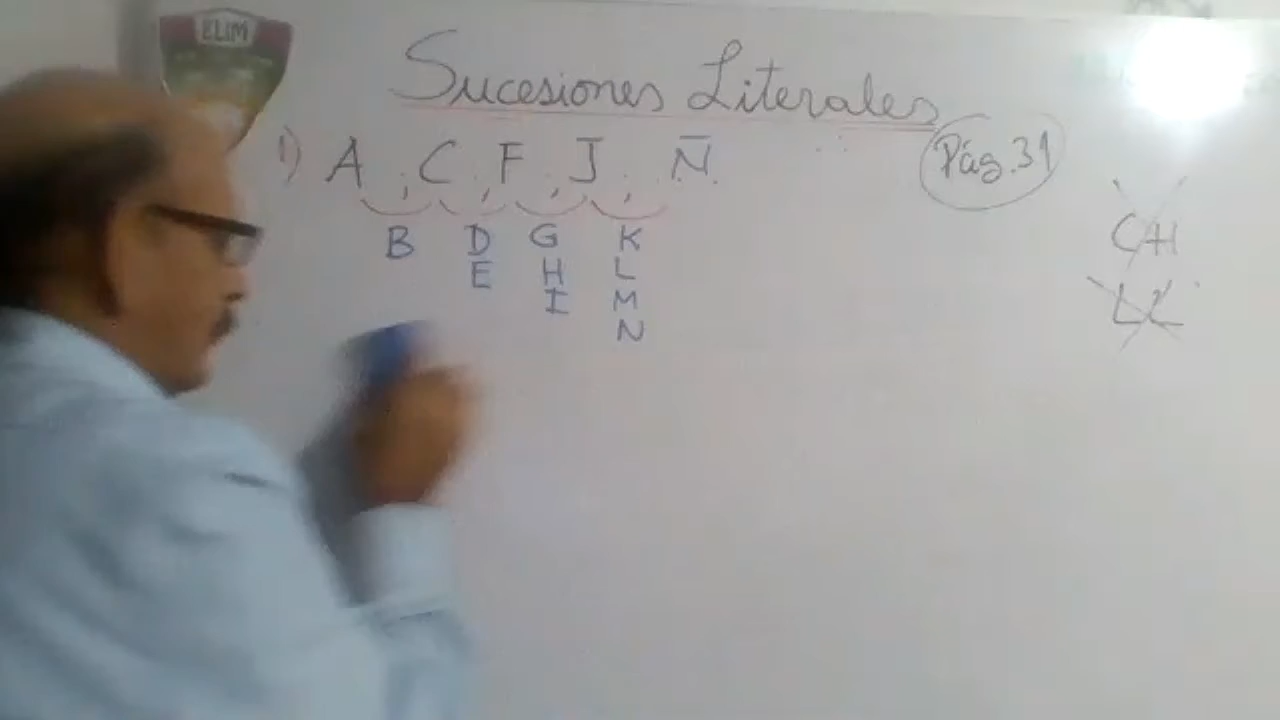 ELIM
Sucesiones Literales
Pág. 31
1) A , C , F , J , Ñ
B D G K
E H L
I M
N
CH
LL